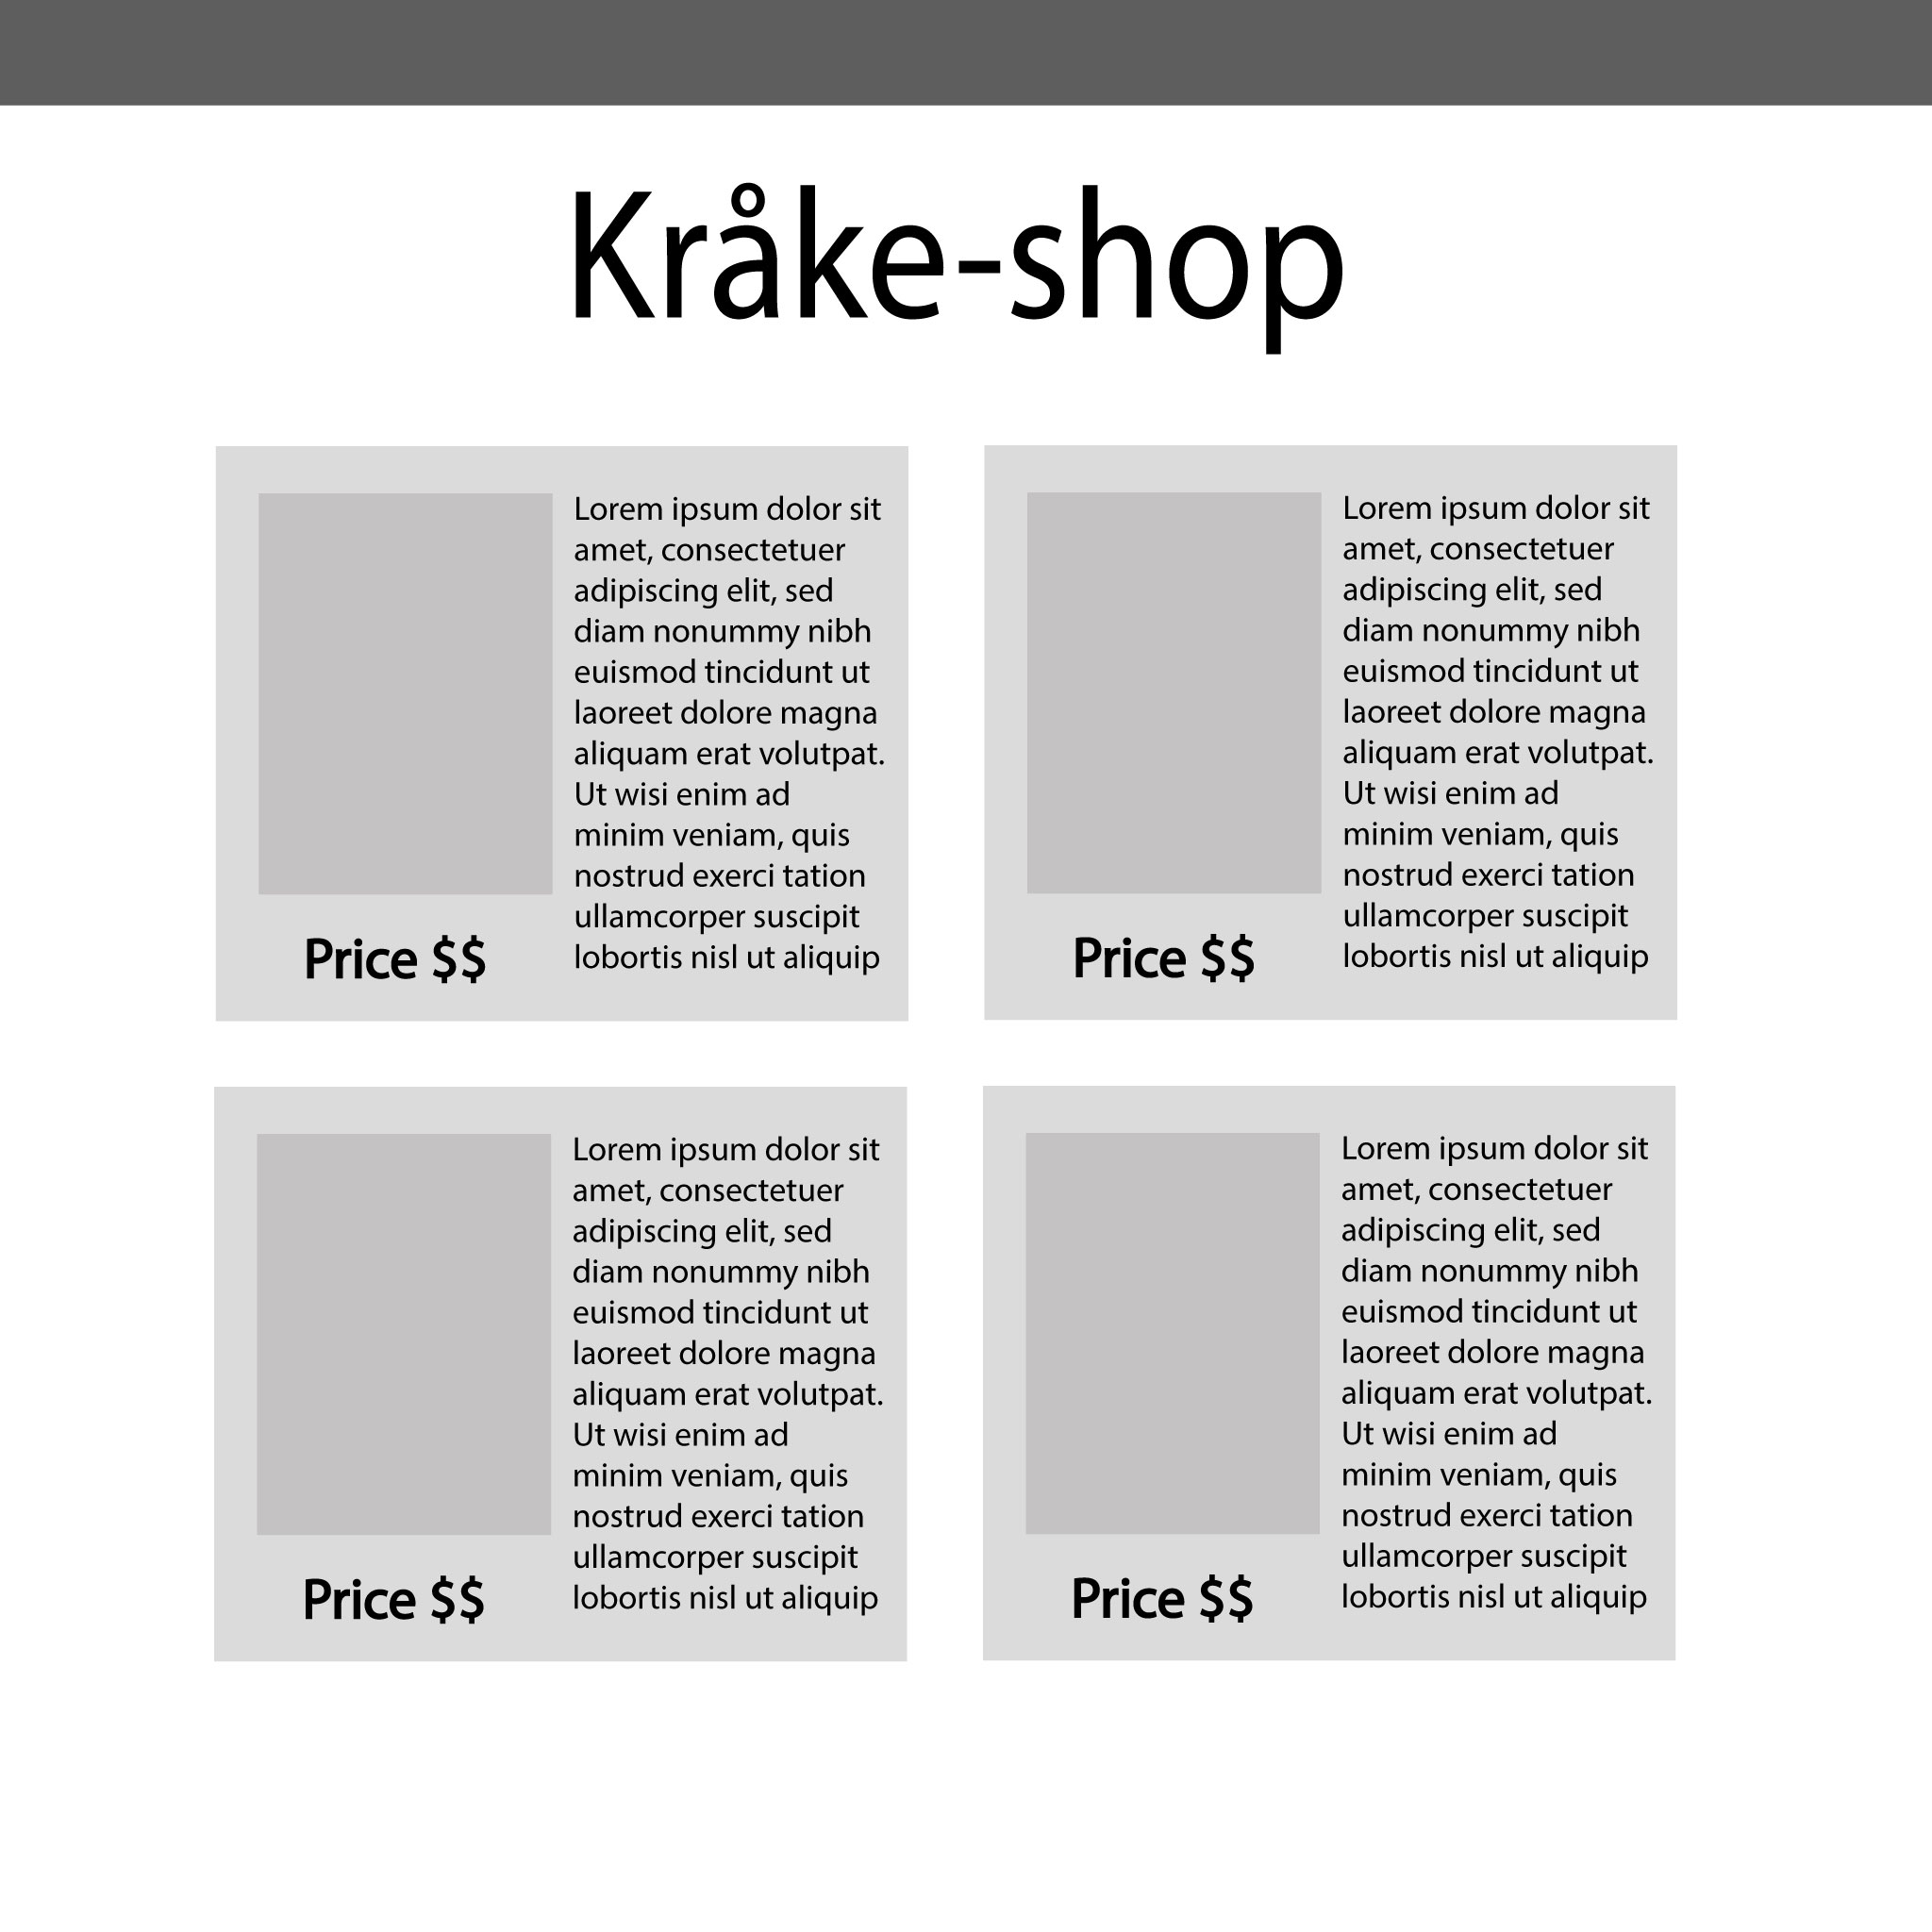 Kråke-shop
Lorem ipsum dolor sit
amet, consectetuer
adipiscing elit, sed
diam nonummy nibh
euismod tincidunt ut
laoreet dolore magna
aliquam erat volutpat.
Ut wisi enim ad
minim veniam, quis
nostrud exerci tation
ullamcorper suscipit
lobortis nisl ut aliquip
Price $$
Lorem ipsum dolor sit
amet, consectetuer
adipiscing elit, sed
diam nonummy nibh
euismod tincidunt ut
laoreet dolore magna
aliquam erat volutpat.
Ut wisi enim ad
minim veniam, quis
nostrud exerci tation
ullamcorper suscipit
lobortis nisl ut aliquip
Price $$
Lorem ipsum dolor sit
amet, consectetuer
adipiscing elit, sed
diam nonummy nibh
euismod tincidunt ut
laoreet dolore magna
aliquam erat volutpat.
Ut wisi enim ad
minim veniam, quis
nostrud exerci tation
ullamcorper suscipit
lobortis nisl ut aliquip
Price $$
Lorem ipsum dolor sit
amet, consectetuer
adipiscing elit, sed
diam nonummy nibh
euismod tincidunt ut
laoreet dolore magna
aliquam erat volutpat.
Ut wisi enim ad
minim veniam, quis
nostrud exerci tation
ullamcorper suscipit
lobortis nisl ut aliquip
Price $$